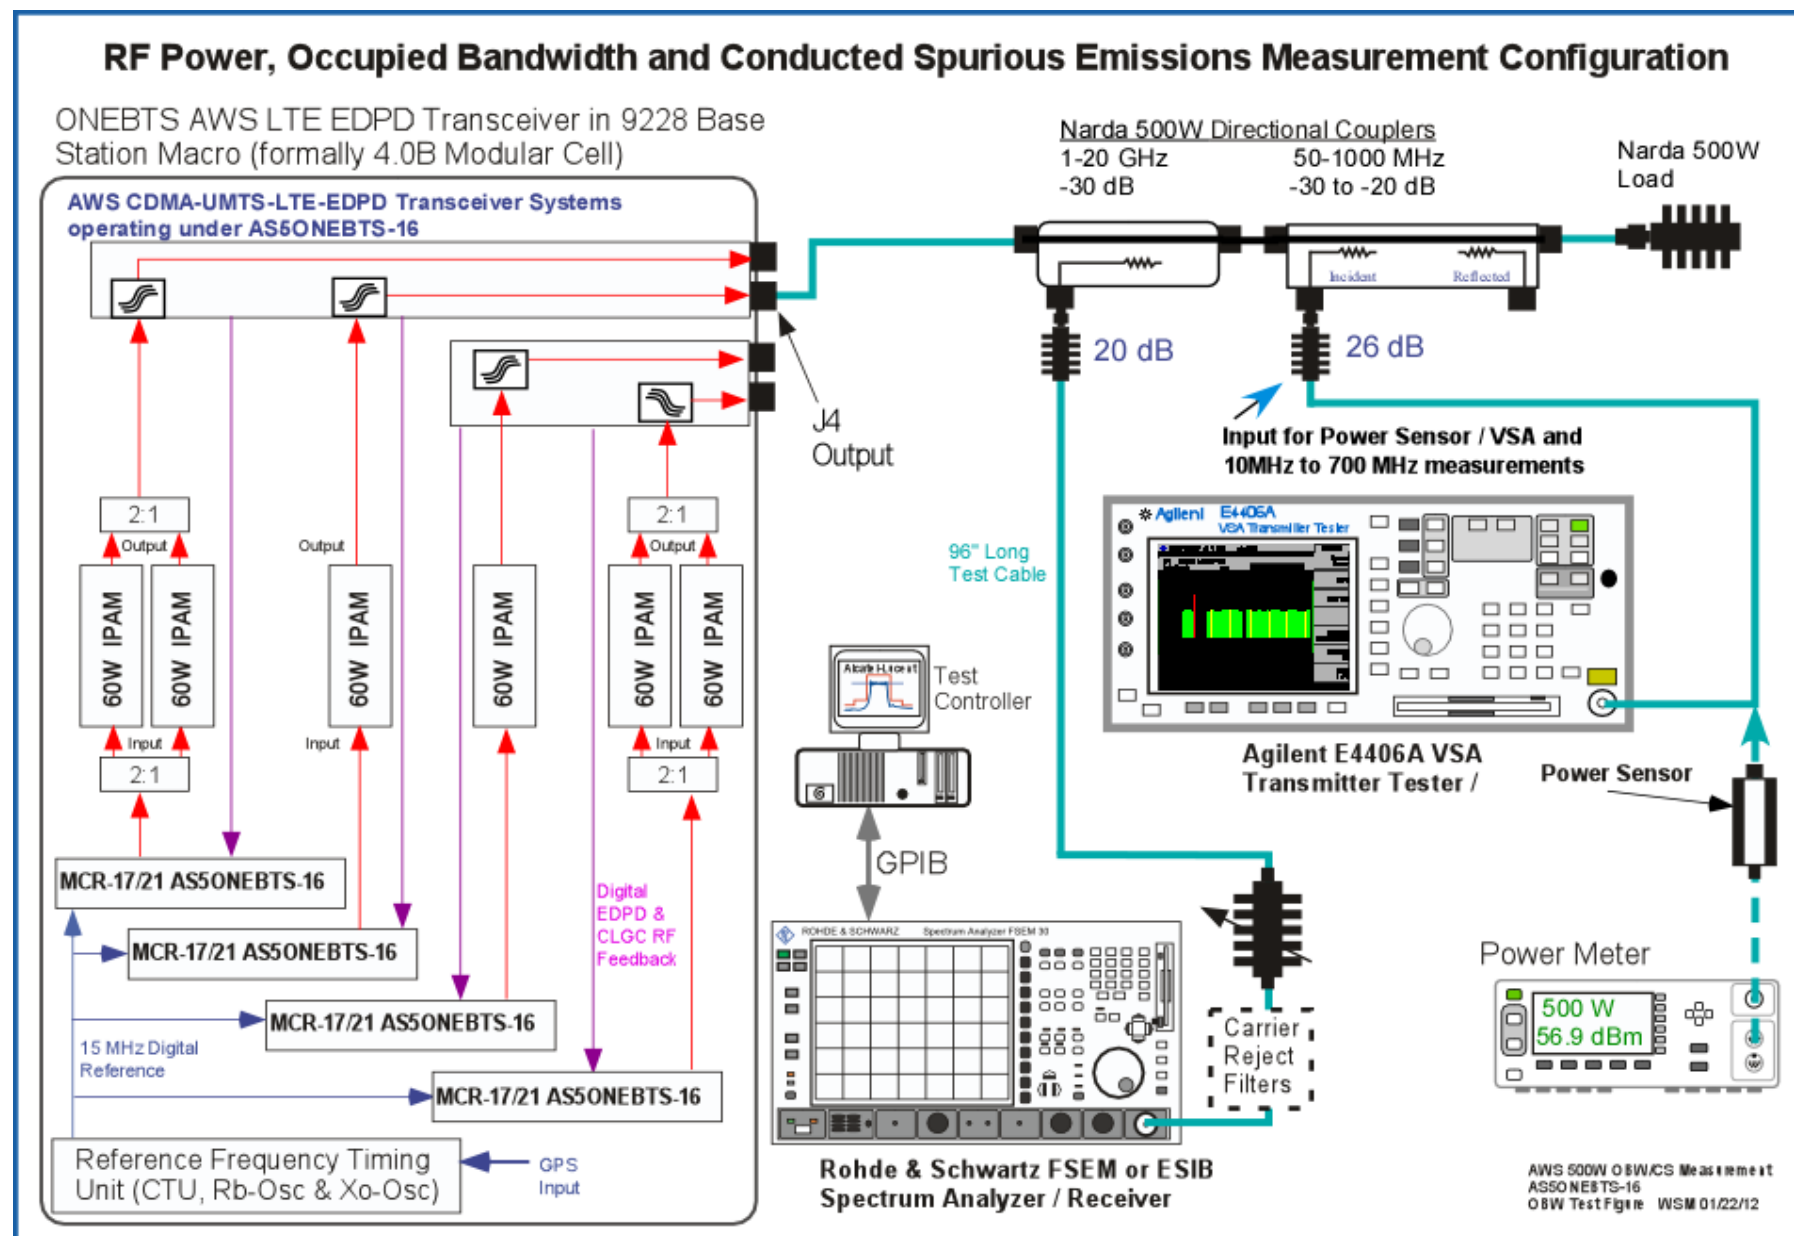 RF Power, Occupied Bandwidth and Conducted Spurious Emissions Measurement Configuration
ONEBTS AWS LTE EDPD Transceiver in 9228 Base
Station Macro (formally 4.0B Modular Cell)
AWS CDMA-UMTS-LTE-EDPD Transceiver Systems
operating under AS5ONEBTS-16
Narda 500W Directional Couplers
1-20 GHz
-30 dB
50-1000 MHz
-30 to -20 dB
Narda 500W
Load
Incident
Reflected
20 dB
26 dB
J4
Output
Input for Power Sensor / VSA and
10MHz to 700 MHz measurements
2:1
Output
60W IPAM
60W IPAM
Input
2:1
Output
60W IPAM
Input
60W IPAM
2:1
Output
60W IPAM
60W IPAM
Input
2:1
96" Long
Test Cable
Agilent
E4406A
VSA Transmitter Tester
Agilent E4406A VSA
Transmitter Tester /
Alcatel-Lucent
Test
Controller
6
GPIB
Power Sensor
MCR-17/21 AS5ONEBTS-16
MCR-17/21 AS5ONEBTS-16
MCR-17/21 AS5ONEBTS-16
MCR-17/21 AS5ONEBTS-16
Digital
EDPD &
CLGC RF
Feedback
15 MHz Digital
Reference
Reference Frequency Timing
Unit (CTU, Rb-Osc & Xo-Osc)
GPS
Input
ROHDE & SCHWARZ
Spectrum Analyzer FSEM 30
Carrier
Reject
Filters
Rohde & Schwartz FSEM or ESIB
Spectrum Analyzer / Receiver
Power Meter
500 W
56.9 dBm
AWS 500W OBW/CS Measurement
AS5ONEBTS-16
OBW Test Figure WSM 01/22/12